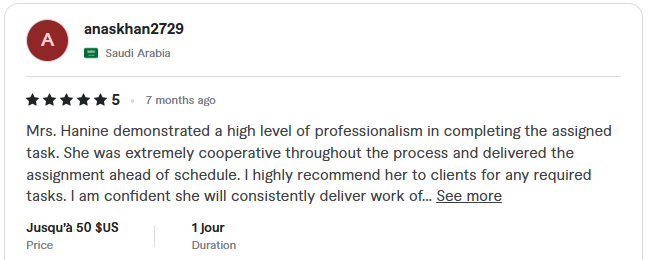 A
anaskhan2729
Saudi Arabia
5 • 7 months ago
Mrs. Hanine demonstrated a high level of professionalism in completing the assigned
task. She was extremely cooperative throughout the process and delivered the
assignment ahead of schedule. I highly recommend her to clients for any required
tasks. I am confident she will consistently deliver work of... See more
Jusqu'à 50 $US 1 jour
Price Duration